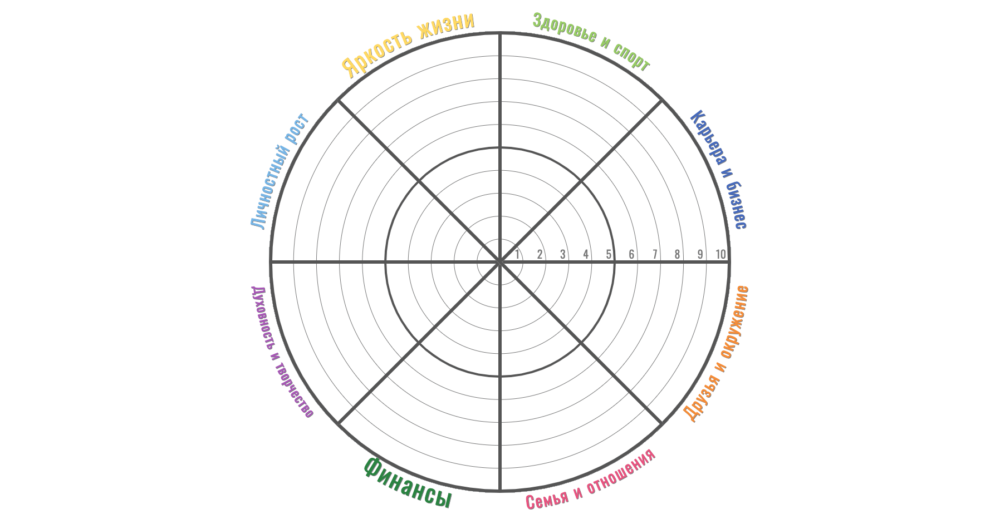 Яркость жизни
Здоровье и спорт
Личностный рост
Карьера и бизнес
1 2 3 4 5 6 7 8 9 10
Духовность и творчество
Друзья и окружение
Финансы
Семья и отношения